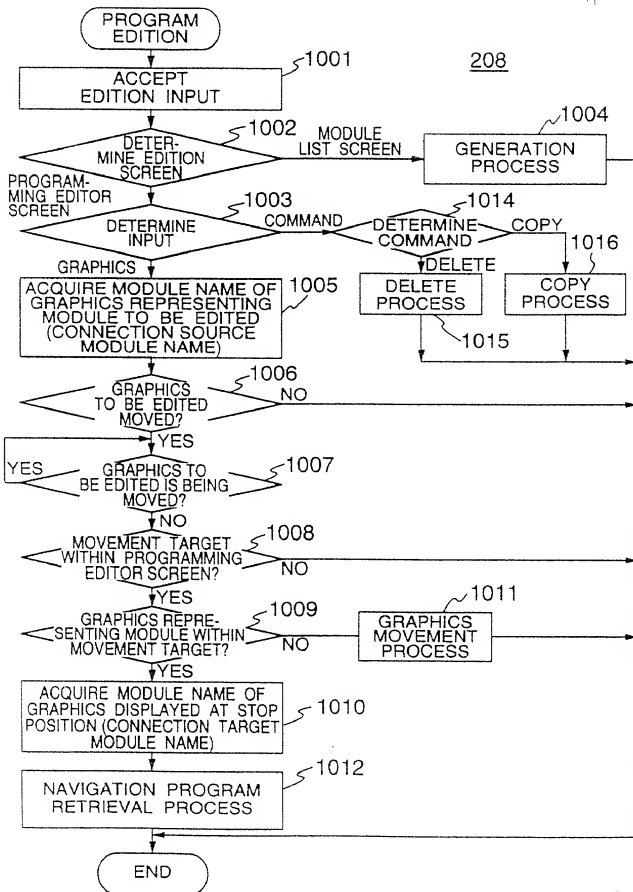 PROGRAM
EDITION
1001
ACCEPT
EDITION INPUT
208
1002
DETER-
MINE EDITION
SCREEN
MODULE
LIST SCREEN
1004
GENERATION
PROCESS
PROGRAM-
MING EDITOR
SCREEN
1003
DETERMINE
INPUT
COMMAND
1014
DETERMINE
COMMAND
COPY
GRAPHICS
DELETE
1016
ACQUIRE MODULE NAME OF
GRAPHICS REPRESENTING
MODULE TO BE EDITED
(CONNECTION SOURCE
MODULE NAME)
1005
DELETE
PROCESS
1015
COPY
PROCESS
1006
GRAPHICS
TO BE EDITED
MOVED?
NO
YES
YES
1007
GRAPHICS TO
BE EDITED IS BEING
MOVED?
NO
1008
MOVEMENT TARGET
WITHIN PROGRAMMING
EDITOR SCREEN?
NO
YES
1009
GRAPHICS REPRE-
SENTING MODULE WITHIN
MOVEMENT TARGET?
NO
1011
GRAPHICS
MOVEMENT
PROCESS
YES
ACQUIRE MODULE NAME OF
GRAPHICS DISPLAYED AT STOP
POSITION (CONNECTION TARGET
MODULE NAME)
1010
NAVIGATION PROGRAM
RETRIEVAL PROCESS
1012
END